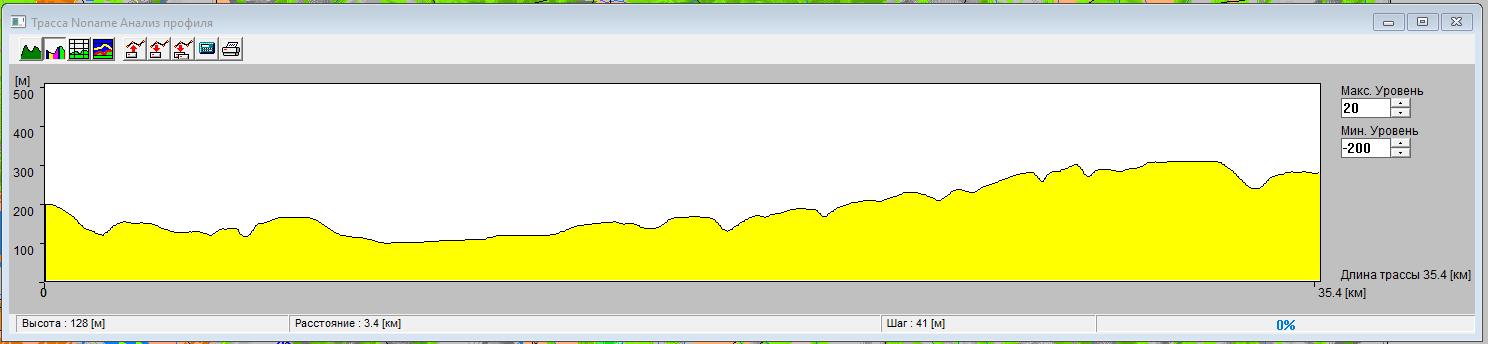 Трасса Noname Анализ профиля
[м]
500
400
300
200
100
0
35.4 [км]
Макс. Уровень
20
Мин. Уровень
-200
Длина трассы 35.4 [км]
Высота : 128 [м]
Расстояние : 3.4 [км]
Шаг : 41 [м]
0%